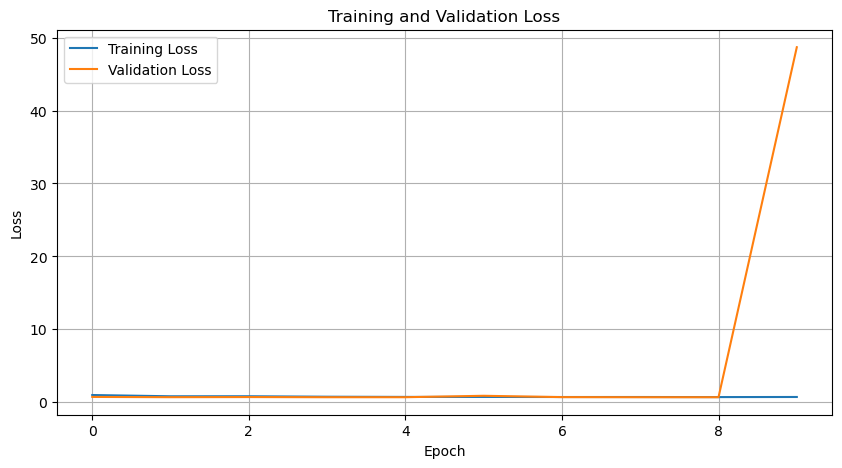 Training and Validation Loss
Training Loss
Validation Loss
50
40
30
20
10
0
Loss
0 2 4 6 8
Epoch